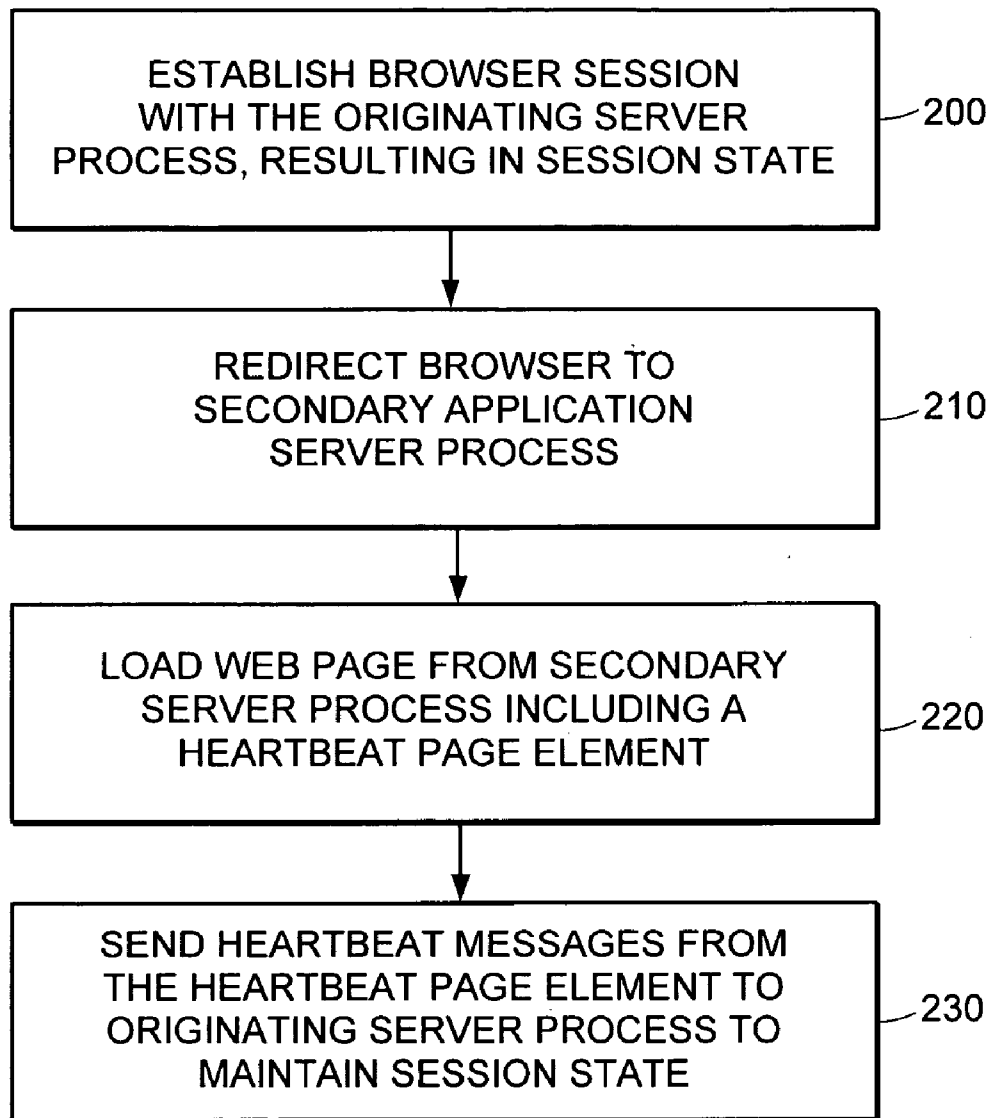 ESTABLISH BROWSER SESSION
WITH THE ORIGINATING SERVER
PROCESS, RESULTING IN SESSION STATE
200
REDIRECT BROWSER TO
SECONDARY APPLICATION
SERVER PROCESS
210
LOAD WEB PAGE FROM SECONDARY
SERVER PROCESS INCLUDING A
HEARTBEAT PAGE ELEMENT
220
SEND HEARTBEAT MESSAGES FROM
THE HEARTBEAT PAGE ELEMENT TO
ORIGINATING SERVER PROCESS TO
MAINTAIN SESSION STATE
230